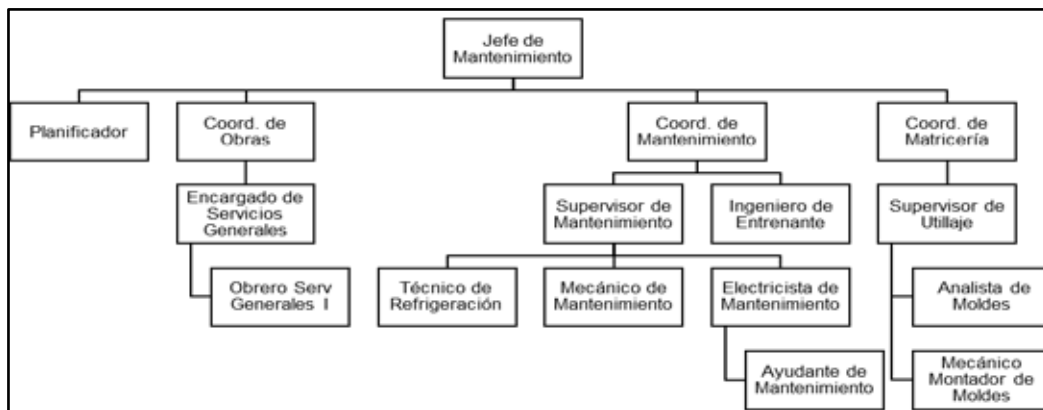 Jefe de
Mantenimiento
Planificador
Coord. de
Obras
Coord. de
Mantenimiento
Coord. de
Matricería
Encargado de
Servicios
Generales
Supervisor de
Mantenimiento
Ingeniero de
Entrenante
Supervisor de
Utillaje
Obrero Serv
Generales I
Técnico de
Refrigeración
Mecánico de
Mantenimiento
Electricista de
Mantenimiento
Analista de
Moldes
Ayudante de
Mantenimiento
Mecánico
Montador de
Moldes